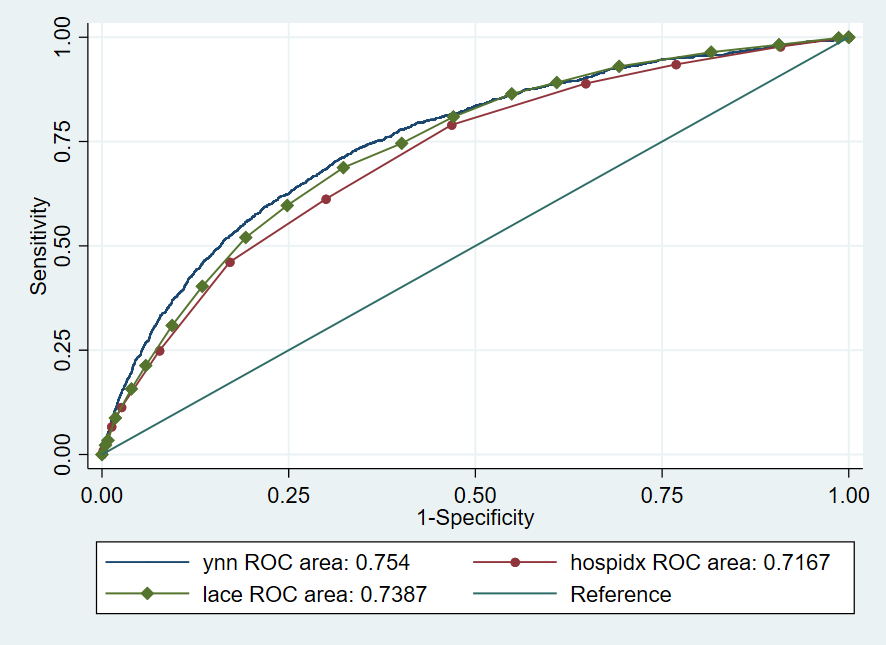 1.00
0.75
0.50
0.25
0.00
Sensitivity
0.00 0.25 0.50 0.75 1.00
1-Specificity
ynn ROC area: 0.754 hospidx ROC area: 0.7167
lace ROC area: 0.7387 Reference